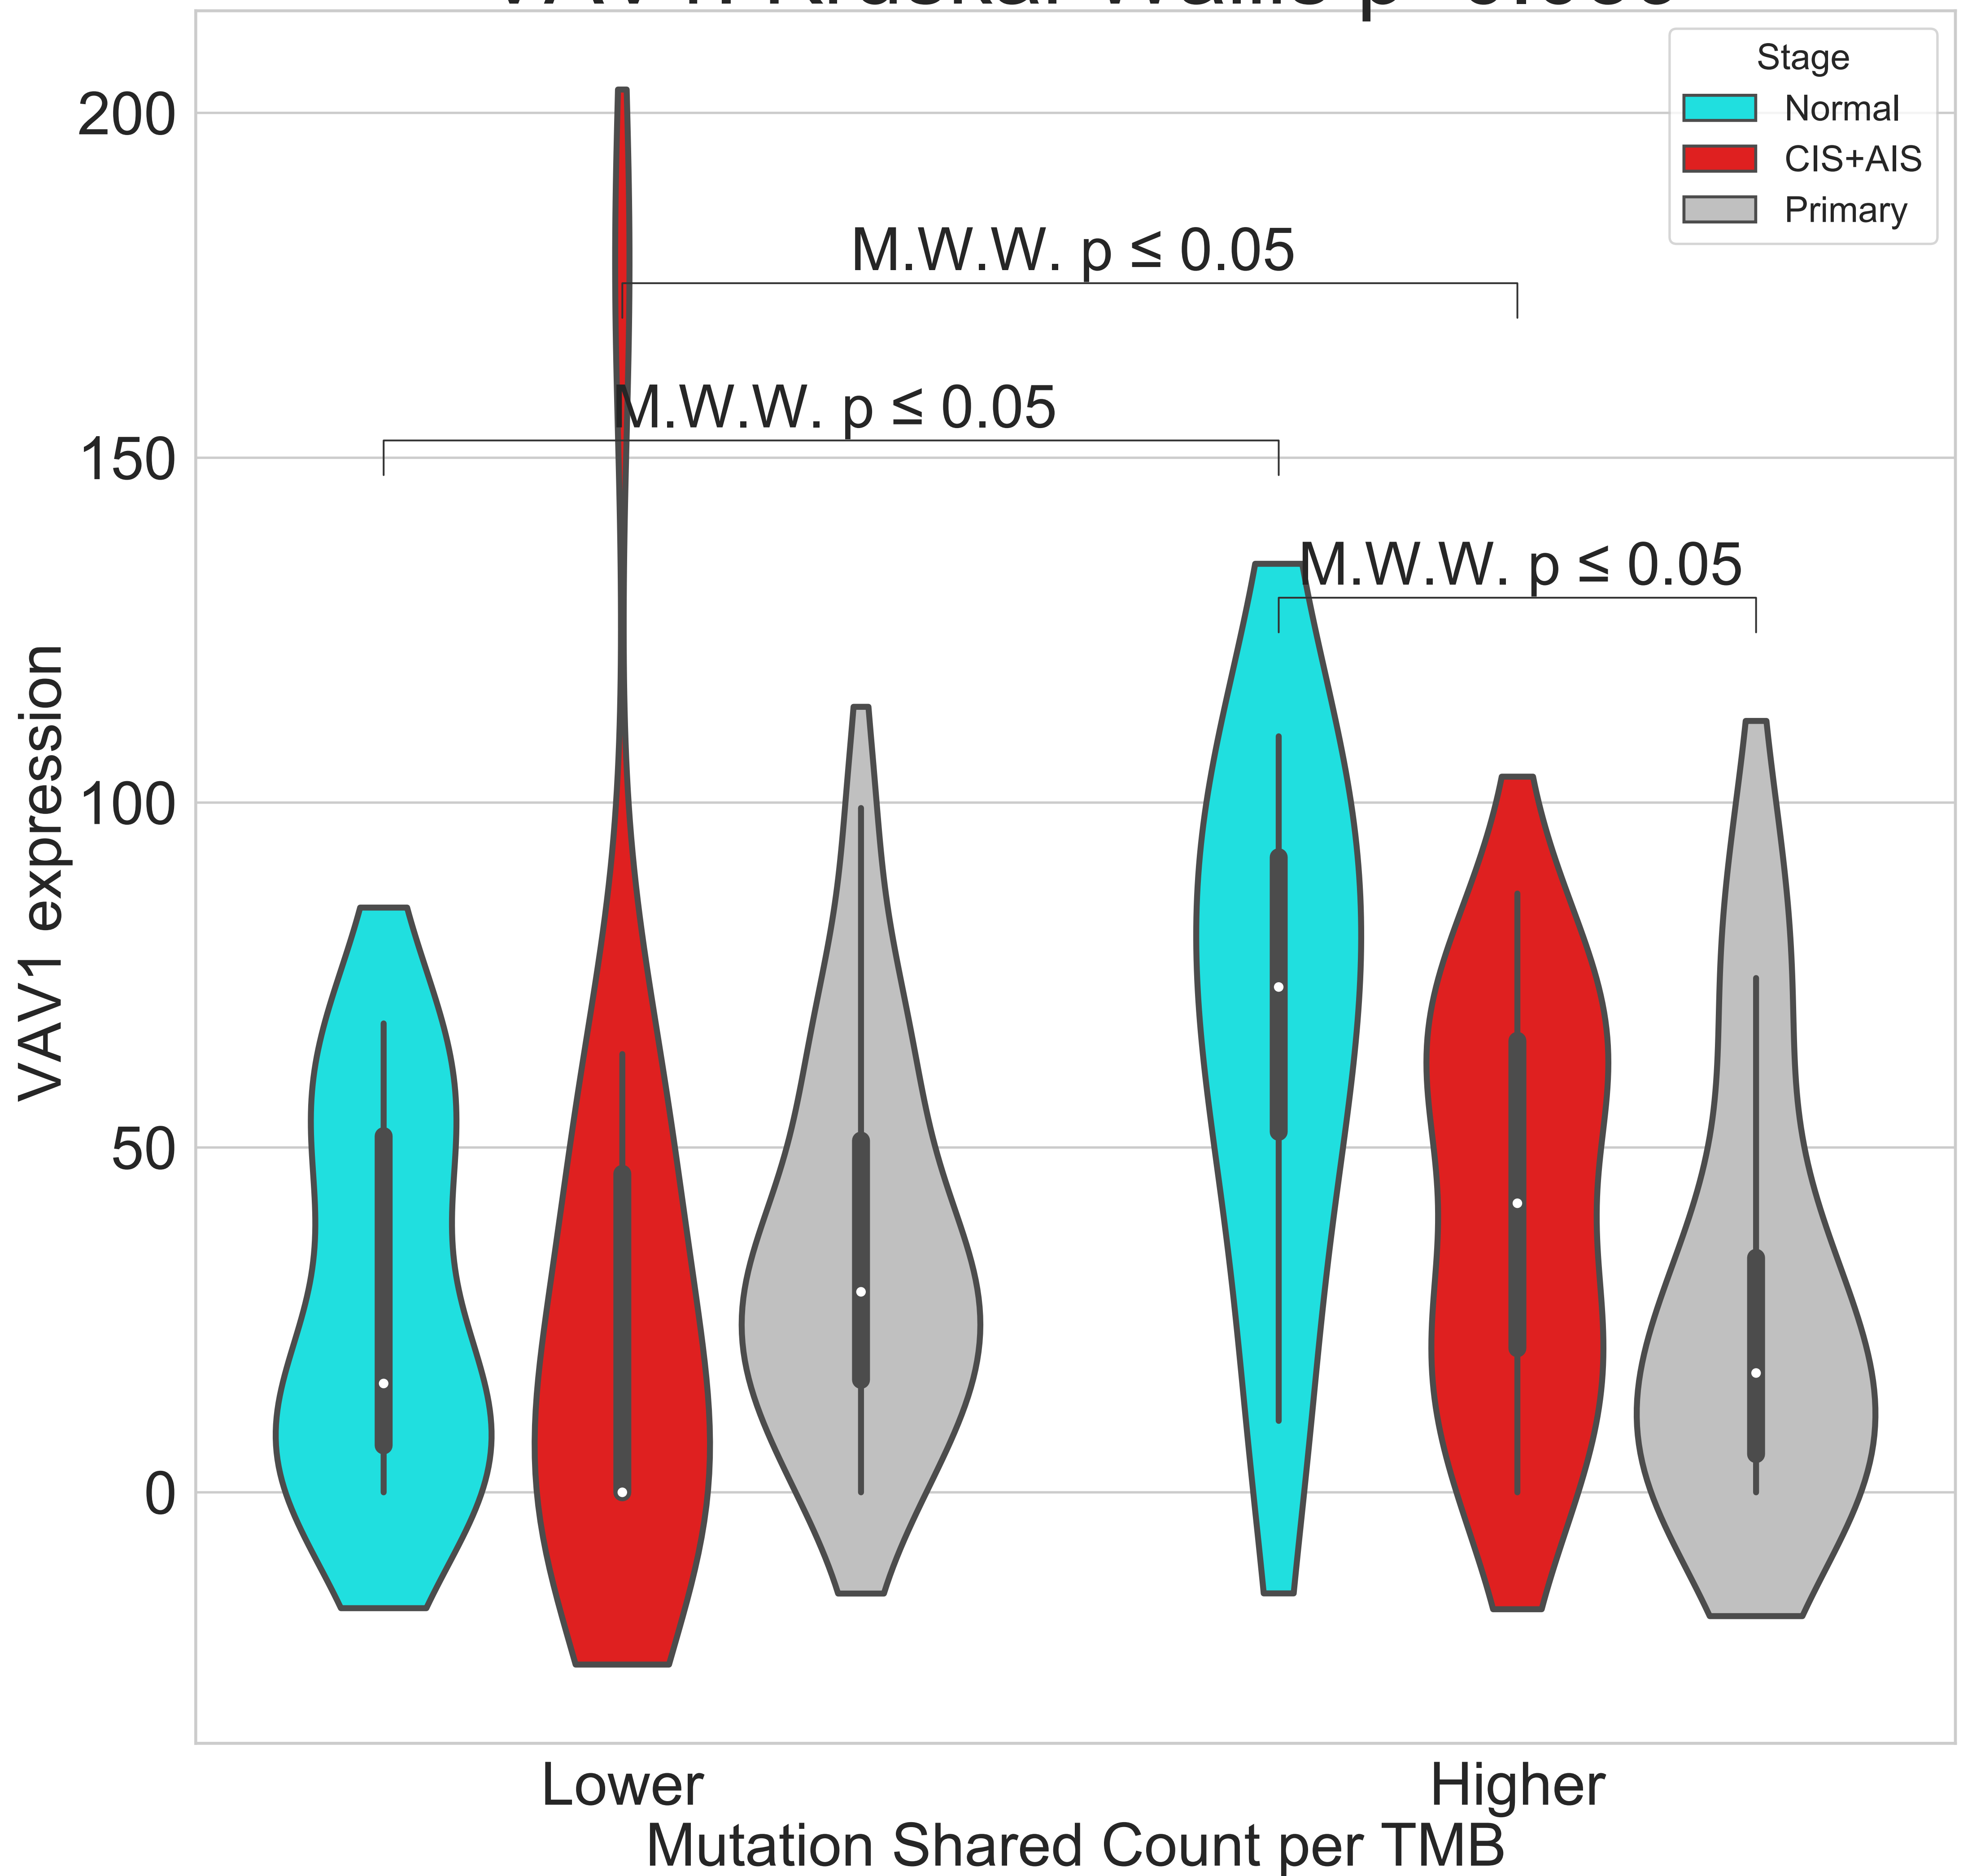 Stage
Normal
CIS+AIS
Primary
200
150
100
50
0
M.W.W. p ≤ 0.05
M.W.W. p ≤ 0.05
M.W.W. p ≤ 0.05
VAV1 expression
Lower
Higher
Mutation Shared Count per TMB